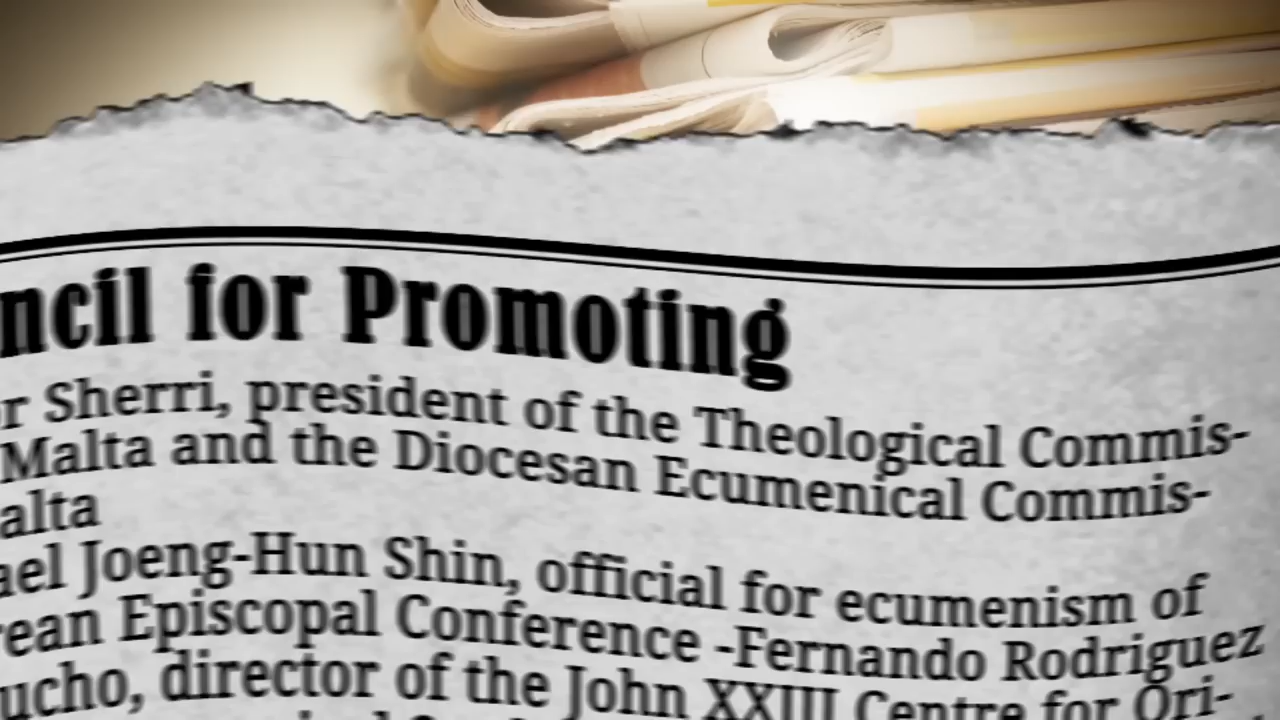 ncil for Promoting
r Sherri, president of the Theological Commis-
Malta and the Diocesan Ecumenical Commis-
alta
ael Joeng-Hun Shin, official for ecumenism of
rean Episcopal Conference -Fernando Rodriguez
ucho, director of the John XXIII Centre for Ori-